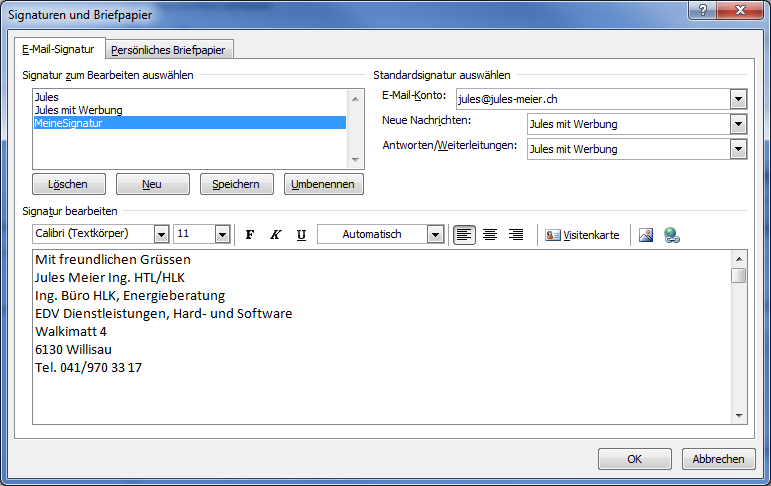 Signaturen und Briefpapier
E-Mail-Signatur
Persönliches Briefpapier
Signatur zum Bearbeiten auswählen
Jules
Jules mit Werbung
MeineSignatur
Löschen
Neu
Speichern
Umbenennen
Standardsignatur auswählen
E-Mail-Konto:
jules@jules-meier.ch
Neue Nachrichten:
Jules mit Werbung
Antworten/Weiterleitungen:
Jules mit Werbung
Signatur bearbeiten
Calibri (Textkörper)
11
F
K
U
Automatisch
Visitenkarte
Mit freundlichen Grüssen
Jules Meier Ing. HTL/HLK
Ing. Büro HLK, Energieberatung
EDV Dienstleistungen, Hard- und Software
Walkimatt 4
6130 Willisau
Tel. 041/970 33 17
OK
Abbrechen